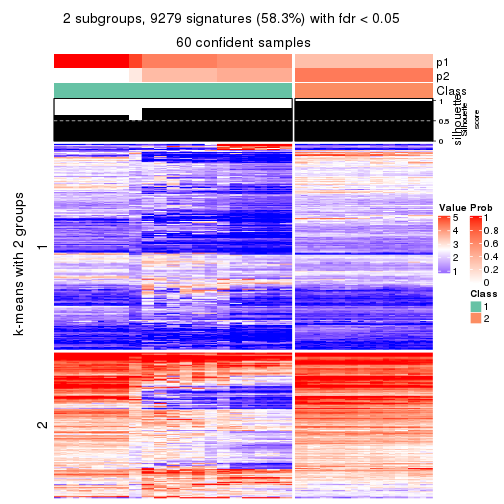 2 subgroups, 9279 signatures (58.3%) with fdr < 0.05
60 confident samples
p1
p2
Class
silhouette
Silhouette
score
1
0.5
0
k-means with 2 groups
1
2
Value
5
4
3
2
1
Prob
1
0.8
0.6
0.4
0.2
0
Class
1
2